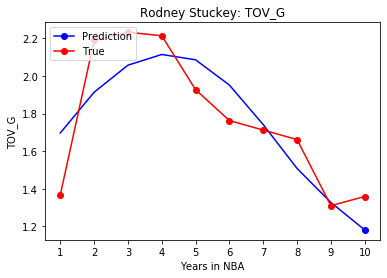 Rodney Stuckey: TOV_G
Prediction
True
TOV_G
2.2
2.0
1.8
1.6
1.4
1.2
1 2 3 4 5 6 7 8 9 10
Years in NBA